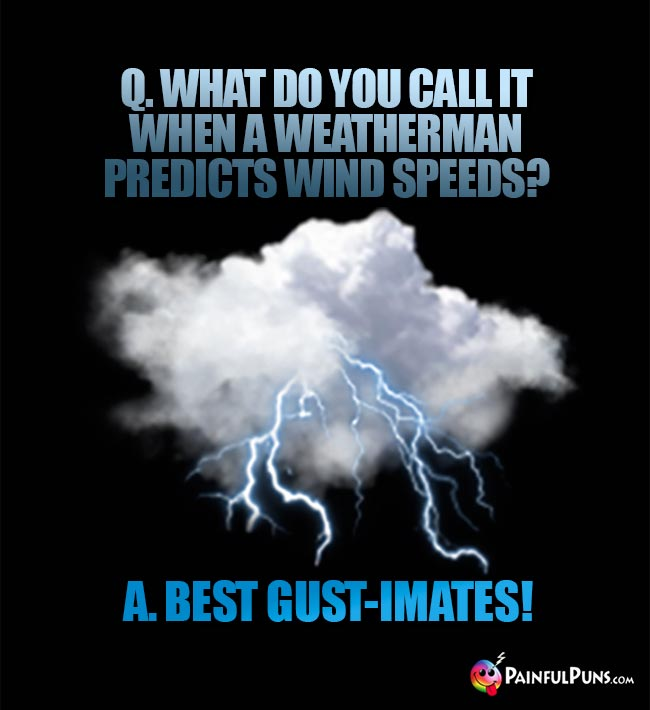 Q. WHAT DO YOU CALL IT
WHEN A WEATHERMAN
PREDICTS WIND SPEEDS?
A. BEST GUST-IMATES!
PAINFULPUNS.COM